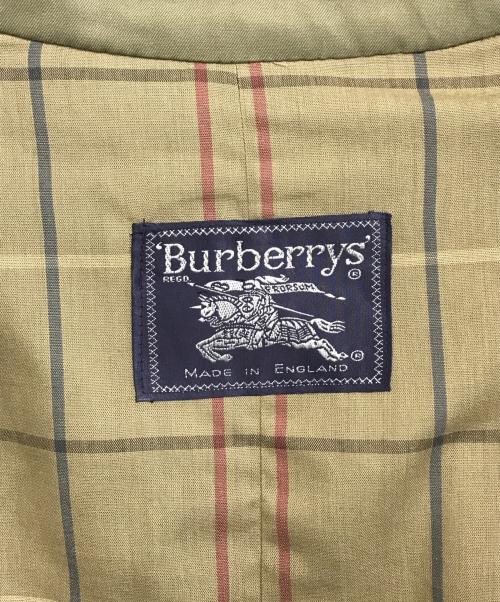 'Burberrys'
®
REGD.
PRORSUM
®
MADE IN ENGLAND